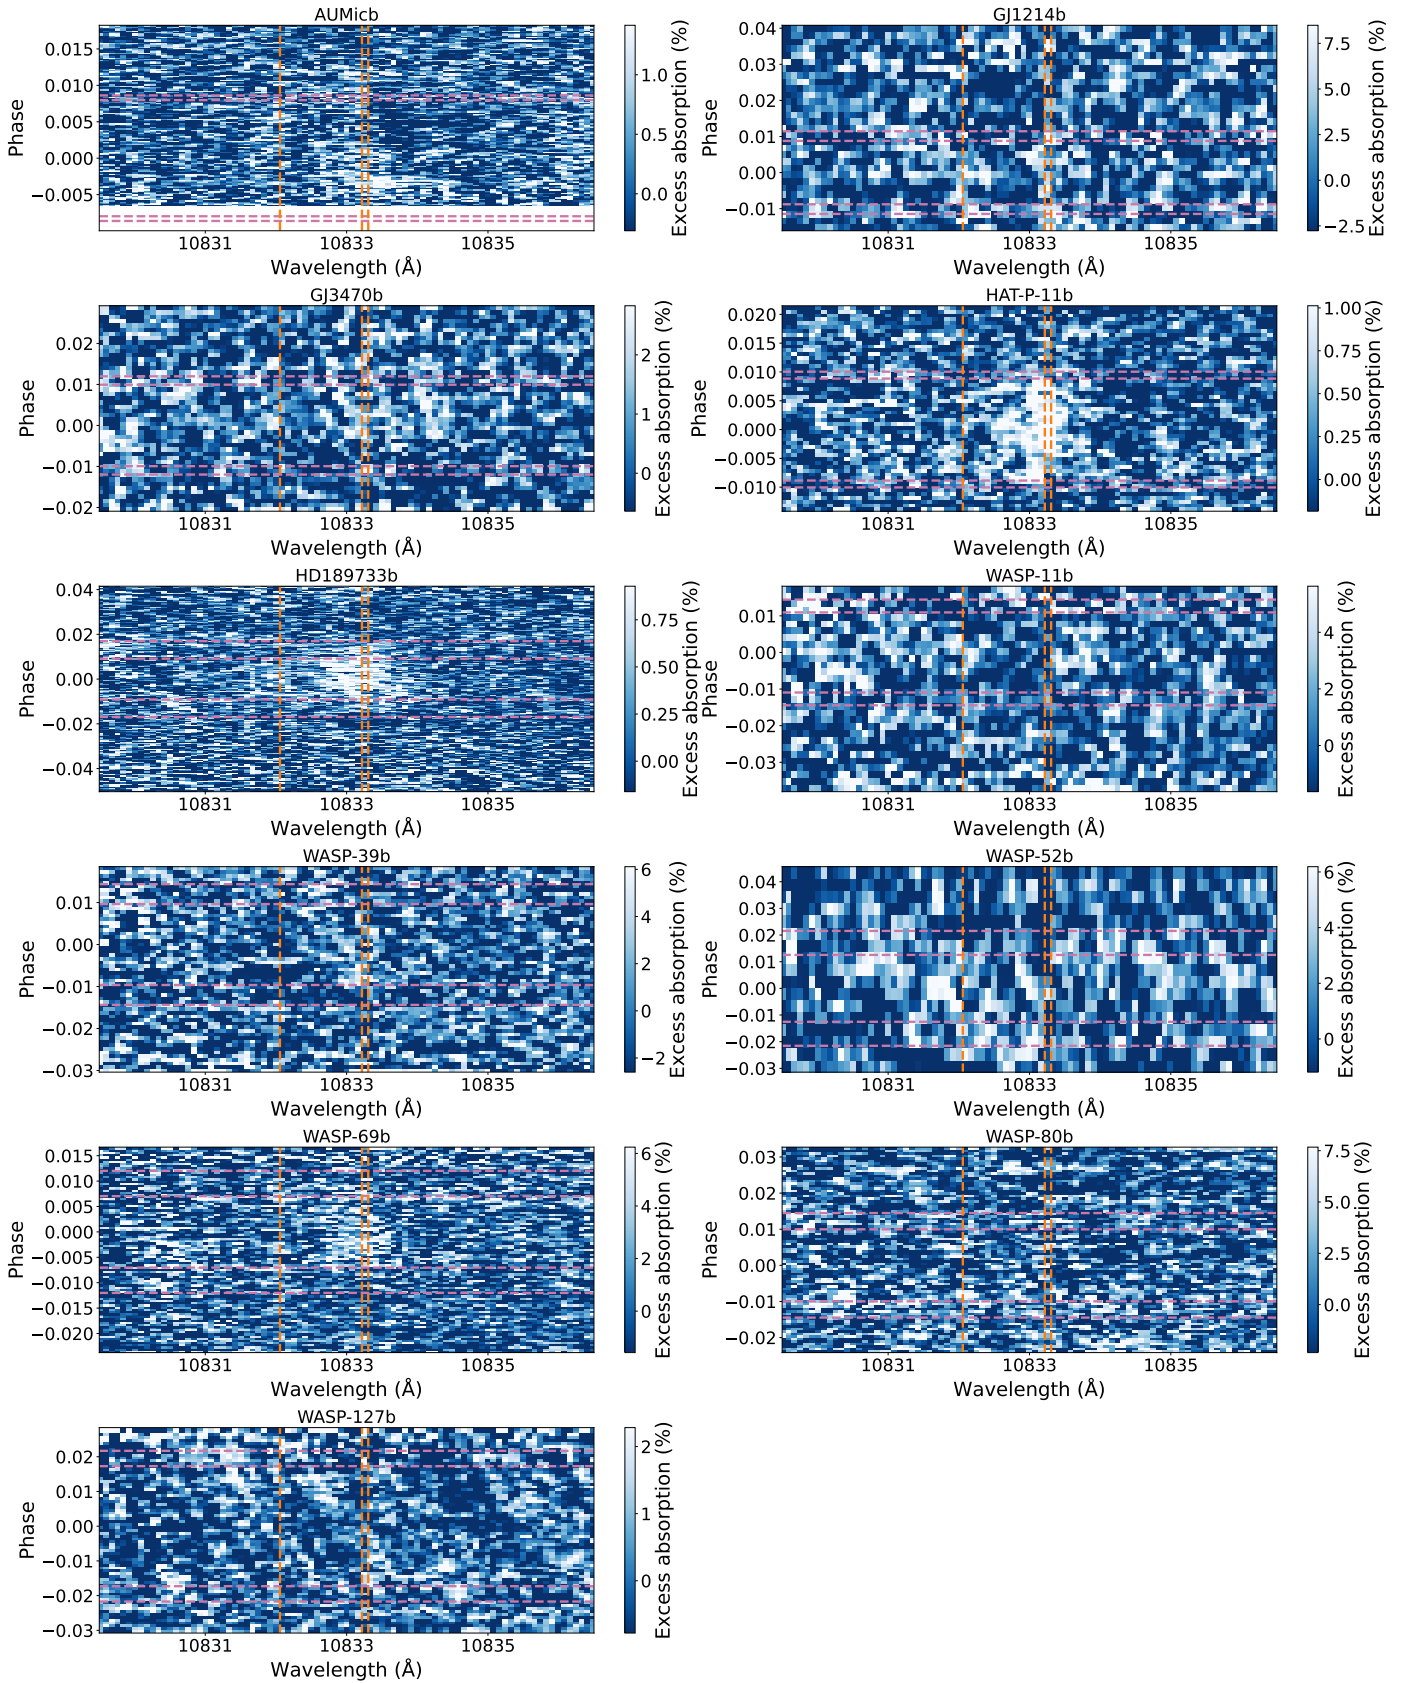 AUMicb
Phase
0.015
0.010
0.005
0.000
−0.005
10831 10833 10835
Wavelength (Å)
1.0
0.5
0.0
Excess absorption (%)
GJ1214b
Phase
0.04
0.03
0.02
0.01
0.00
−0.01
10831 10833 10835
Wavelength (Å)
7.5
5.0
2.5
0.0
−2.5
Excess absorption (%)
GJ3470b
Phase
0.02
0.01
0.00
−0.01
−0.02
10831 10833 10835
Wavelength (Å)
2
1
0
Excess absorption (%)
HAT-P-11b
Phase
0.020
0.015
0.010
0.005
0.000
−0.005
−0.010
10831 10833 10835
Wavelength (Å)
1.00
0.75
0.50
0.25
0.00
Excess absorption (%)
HD189733b
Phase
0.04
0.02
0.00
−0.02
−0.04
10831 10833 10835
Wavelength (Å)
0.75
0.50
0.25
0.00
Excess absorption (%)
WASP-11b
Phase
0.01
0.00
−0.01
−0.02
−0.03
10831 10833 10835
Wavelength (Å)
4
2
0
Excess absorption (%)
WASP-39b
Phase
0.01
0.00
−0.01
−0.02
−0.03
10831 10833 10835
Wavelength (Å)
6
4
2
0
−2
Excess absorption (%)
WASP-52b
Phase
0.04
0.03
0.02
0.01
0.00
−0.01
−0.02
−0.03
10831 10833 10835
Wavelength (Å)
6
4
2
0
Excess absorption (%)
WASP-69b
Phase
0.015
0.010
0.005
0.000
−0.005
−0.010
−0.015
−0.020
10831 10833 10835
Wavelength (Å)
6
4
2
0
Excess absorption (%)
WASP-80b
Phase
0.03
0.02
0.01
0.00
−0.01
−0.02
10831 10833 10835
Wavelength (Å)
7.5
5.0
2.5
0.0
Excess absorption (%)
WASP-127b
Phase
0.02
0.01
0.00
−0.01
−0.02
−0.03
10831 10833 10835
Wavelength (Å)
2
1
0
Excess absorption (%)